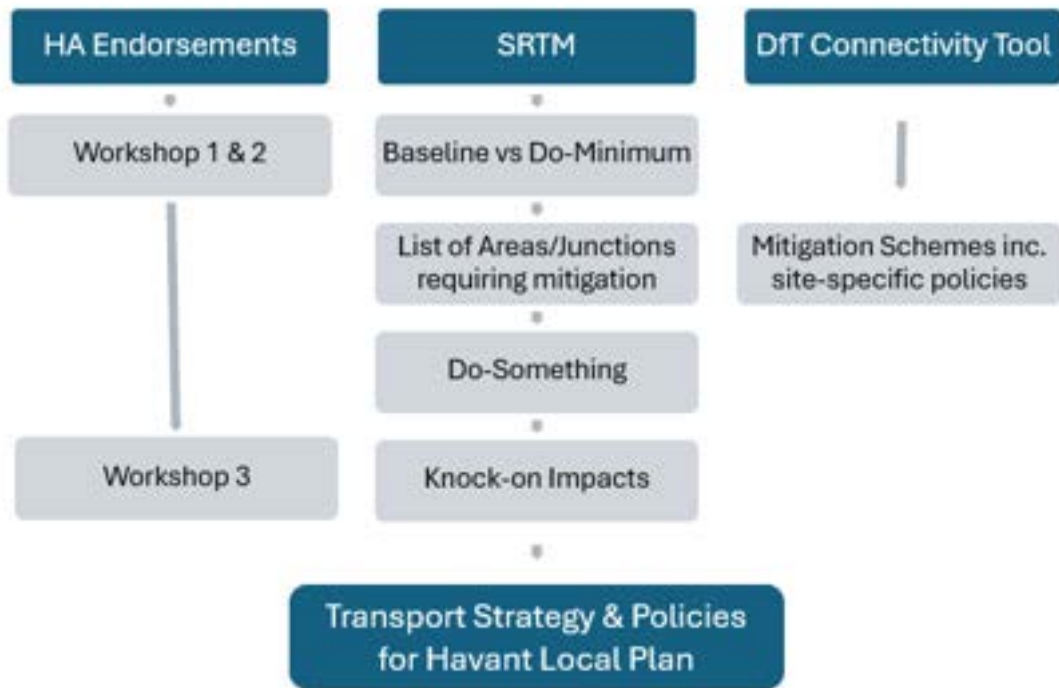 HA Endorsements
SRTM
DfT Connectivity Tool
Workshop 1 & 2
Baseline vs Do-Minimum
List of Areas/Junctions
requiring mitigation
Mitigation Schemes inc.
site-specific policies
Do-Something
Workshop 3
Knock-on Impacts
Transport Strategy & Policies
for Havant Local Plan